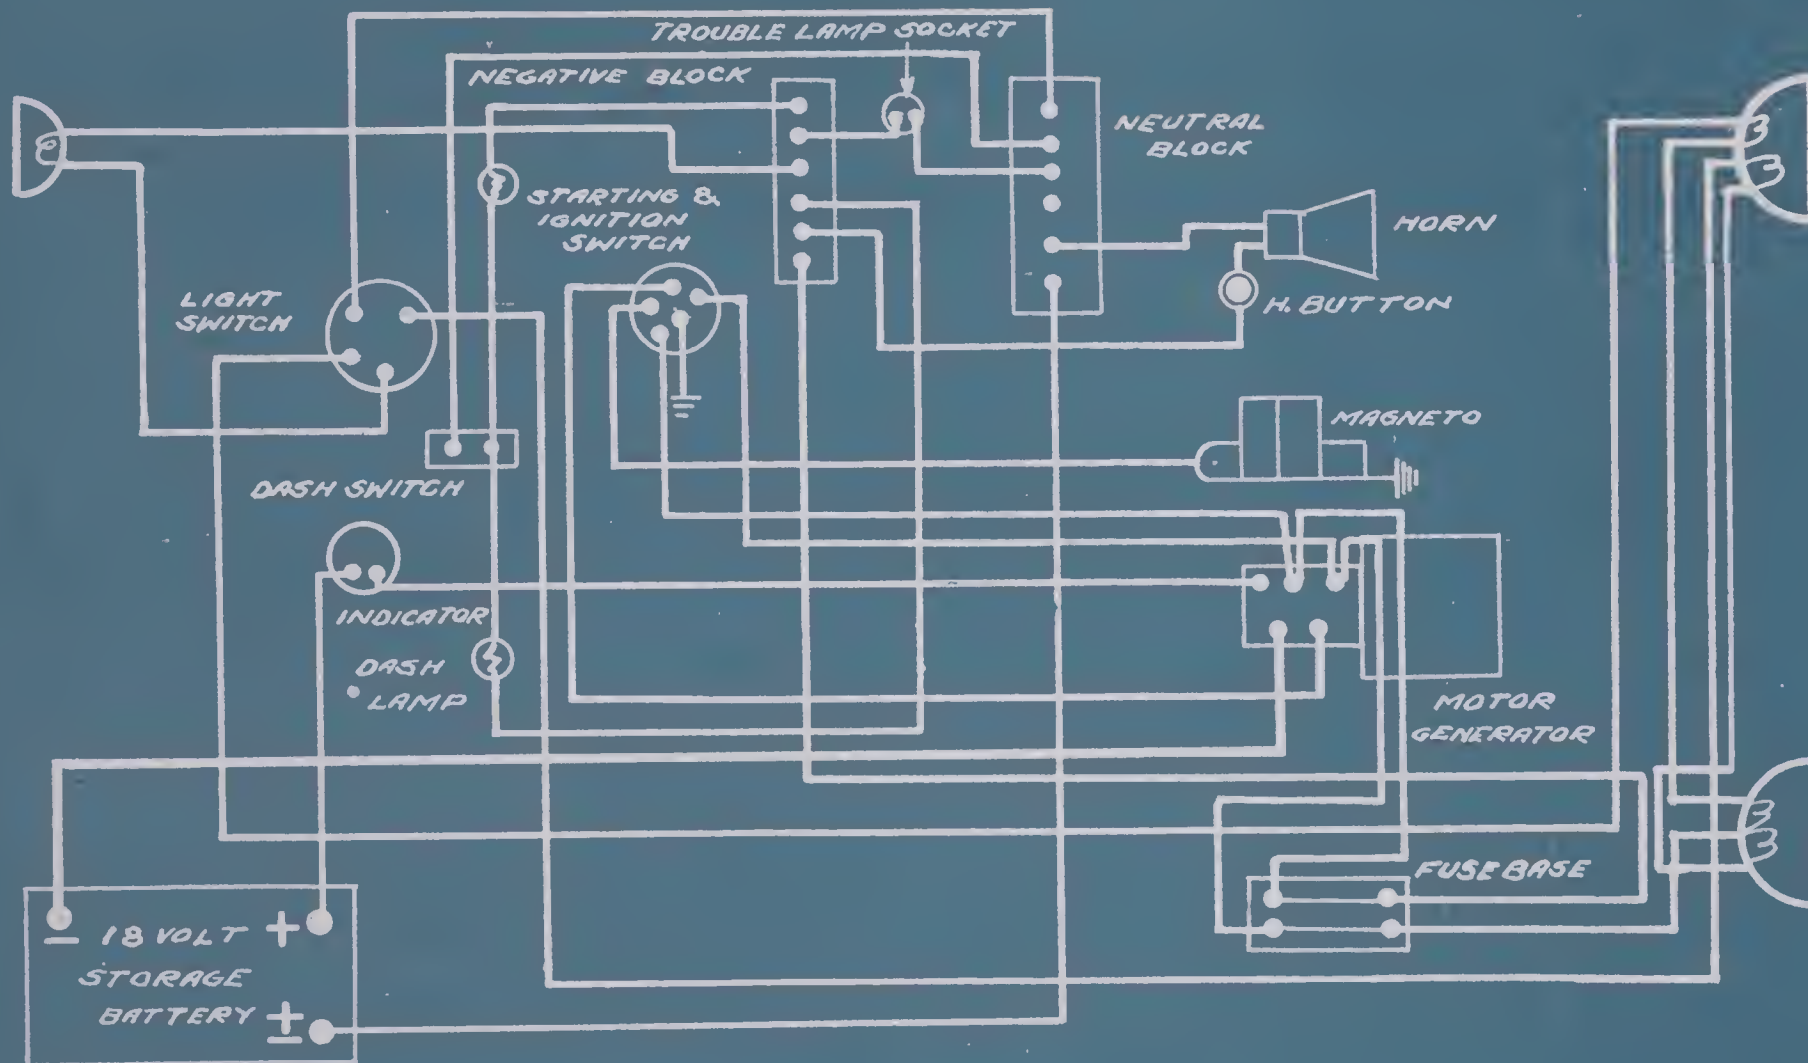 TROUBLE LAMP SOCKET
NEGATIVE BLOCK
NEUTRAL
BLOCK
STARTING &
IGNITION
SWITCH
HORN
LIGHT
SWITCH
H. BUTTON
MAGNETO
DASH SWITCH
INDICATOR
DASH
LAMP
MOTOR
GENERATOR
FUSE BASE
− 18 VOLT +
STORAGE
BATTERY ±